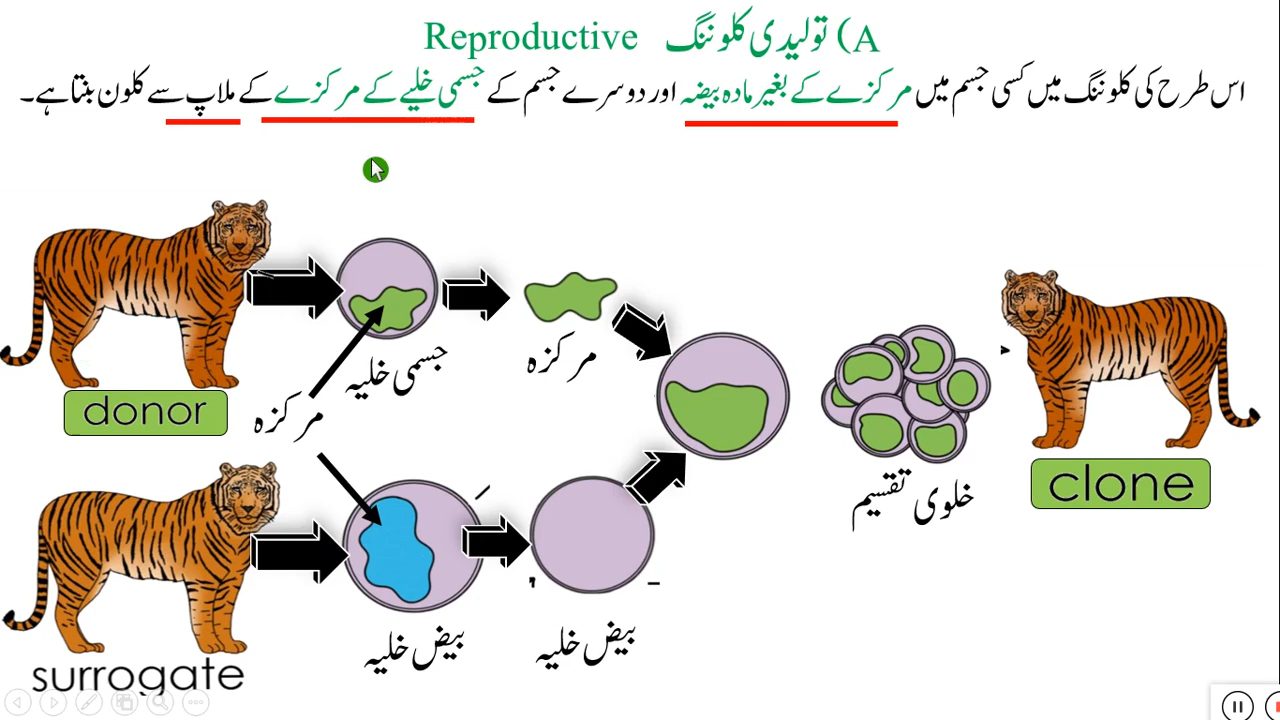 A) تولیدی کلوننگ Reproductive
اس طرح کی کلوننگ میں کسی جسم میں مرکزے کے بغیر مادہ بیضہ اور دوسرے جسم کے جسمی خلیے کے مرکزے کے ملاپ سے کلون بنتا ہے۔
جسمی خلیہ
مرکزہ
donor
مرکزہ
clone
خلوی تقسیم
بیض خلیہ
بیض خلیہ
surrogate